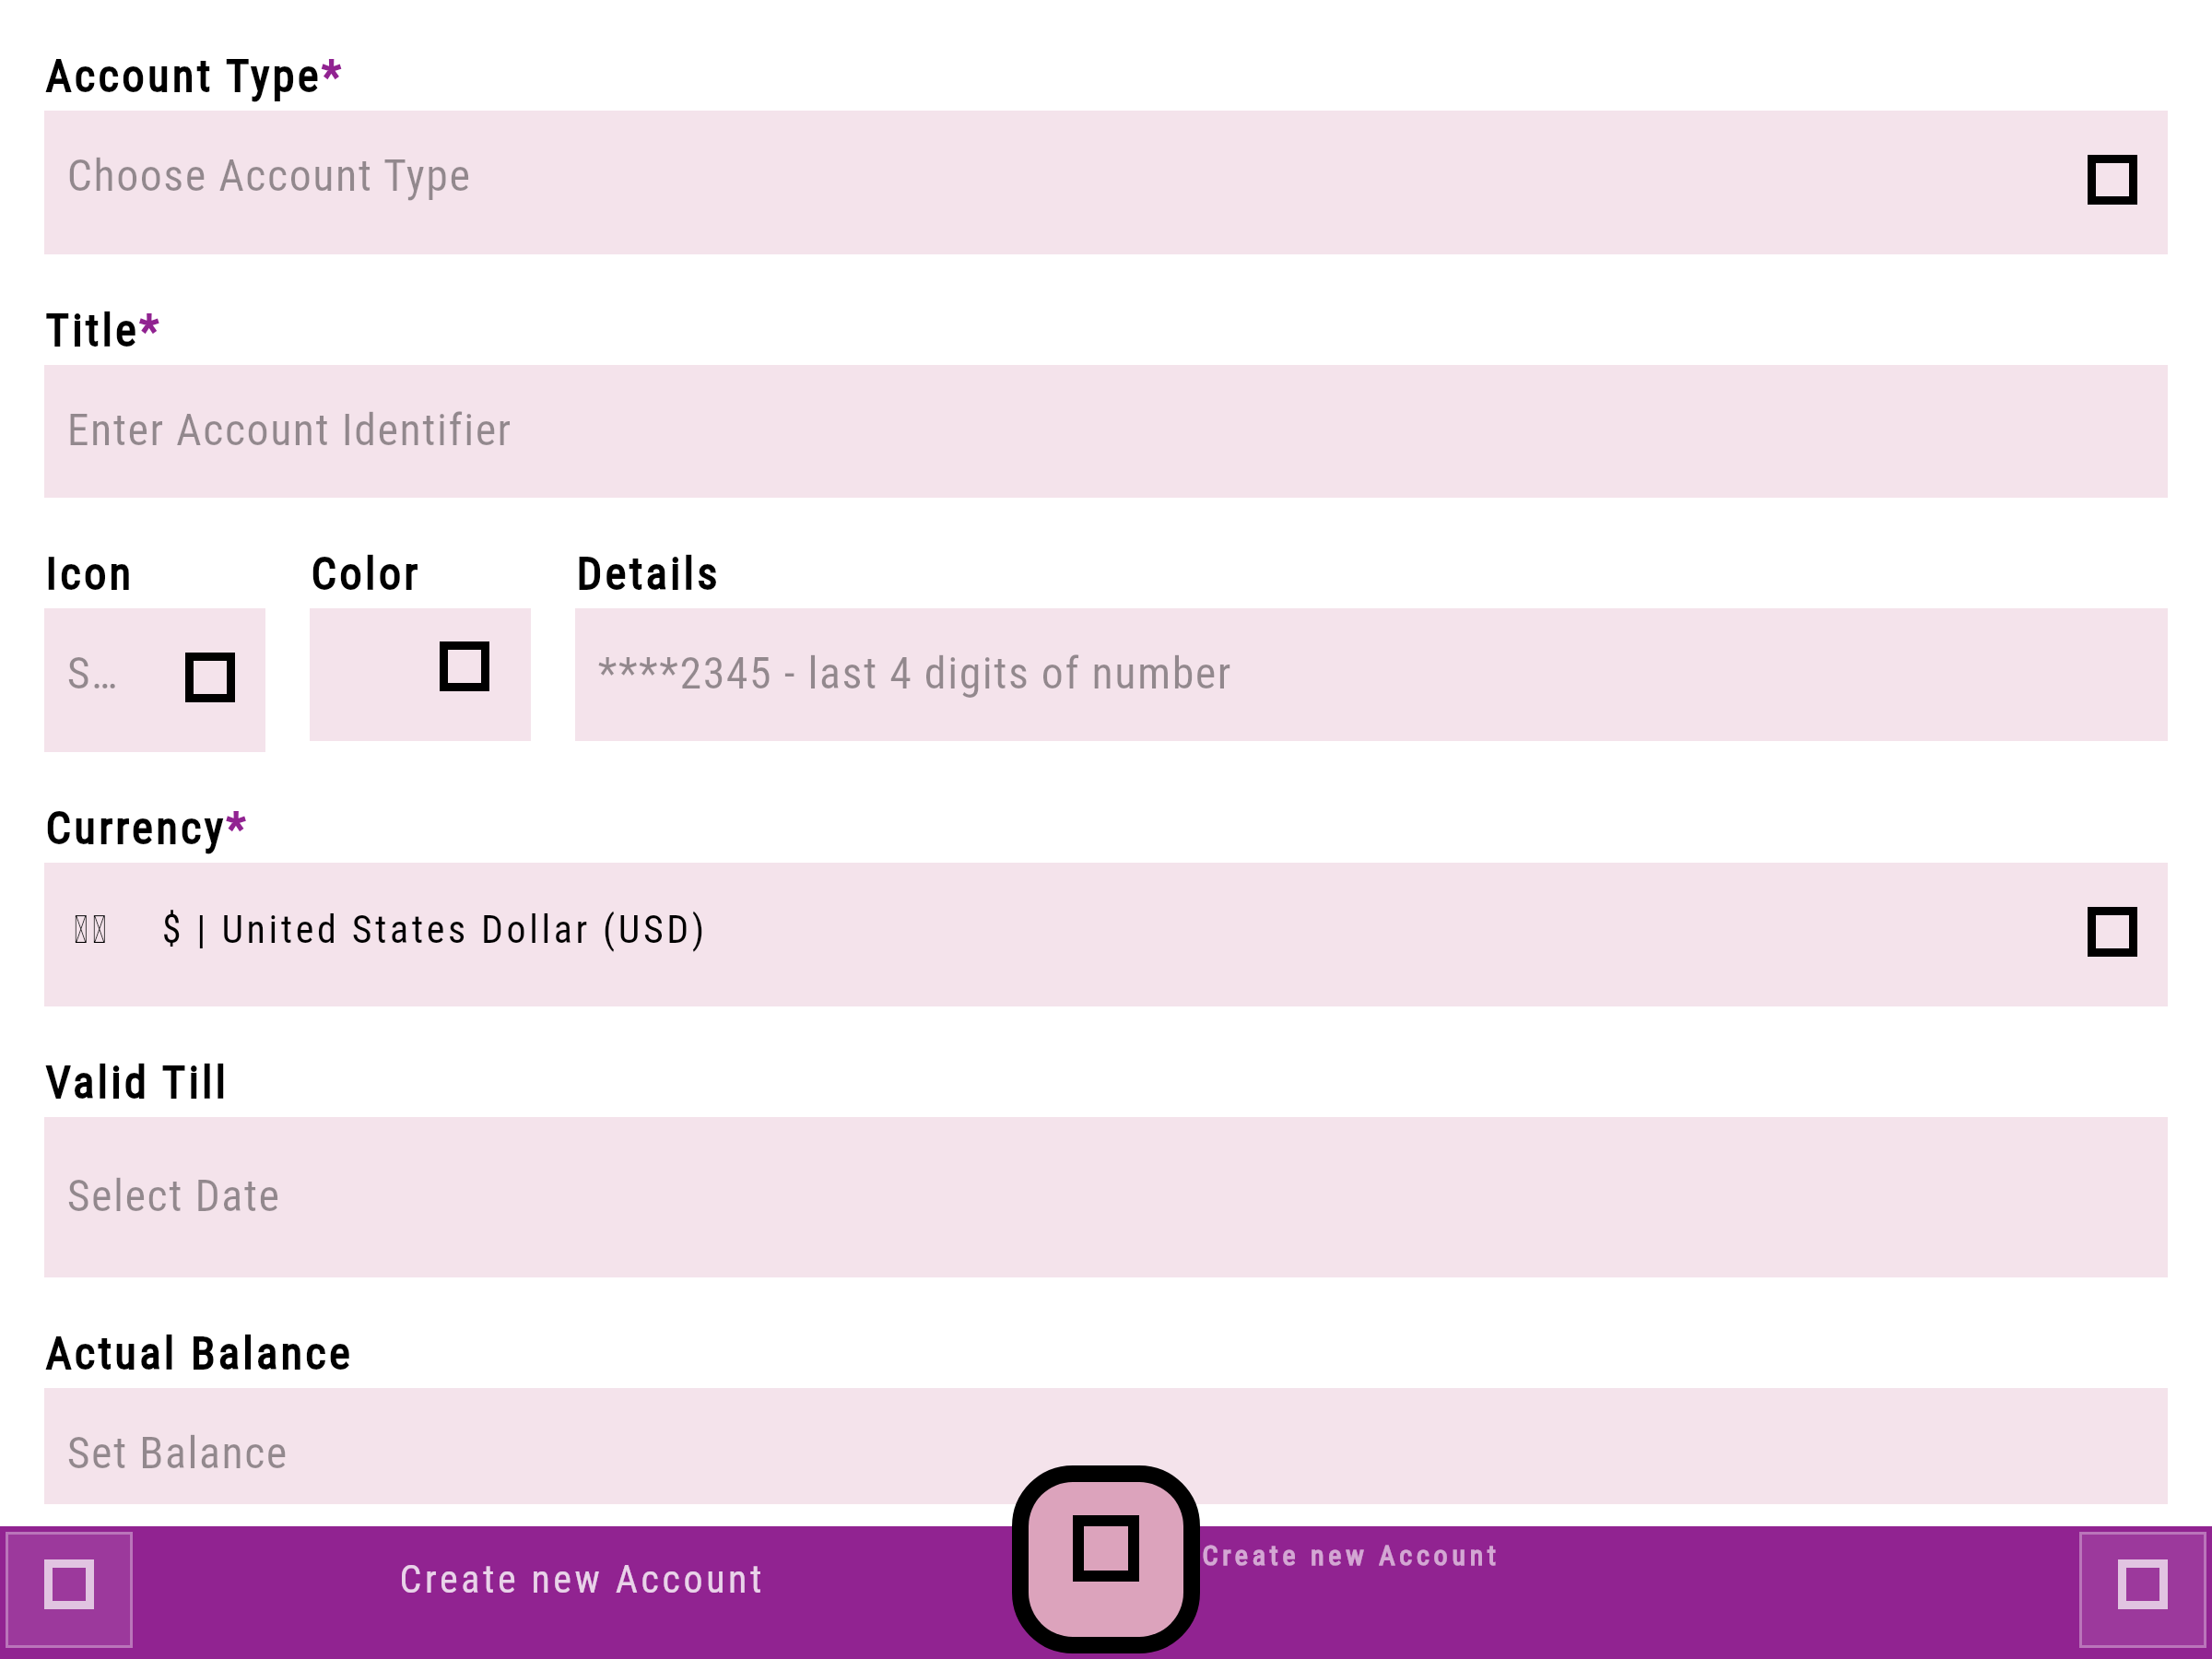 Account Type*
Choose Account Type
Title*
Enter Account Identifier
Icon
Color
Details
S…
****2345 - last 4 digits of number
Currency*
$ | United States Dollar (USD)
Valid Till
Select Date
Actual Balance
Set Balance
Create new Account
Create new Account